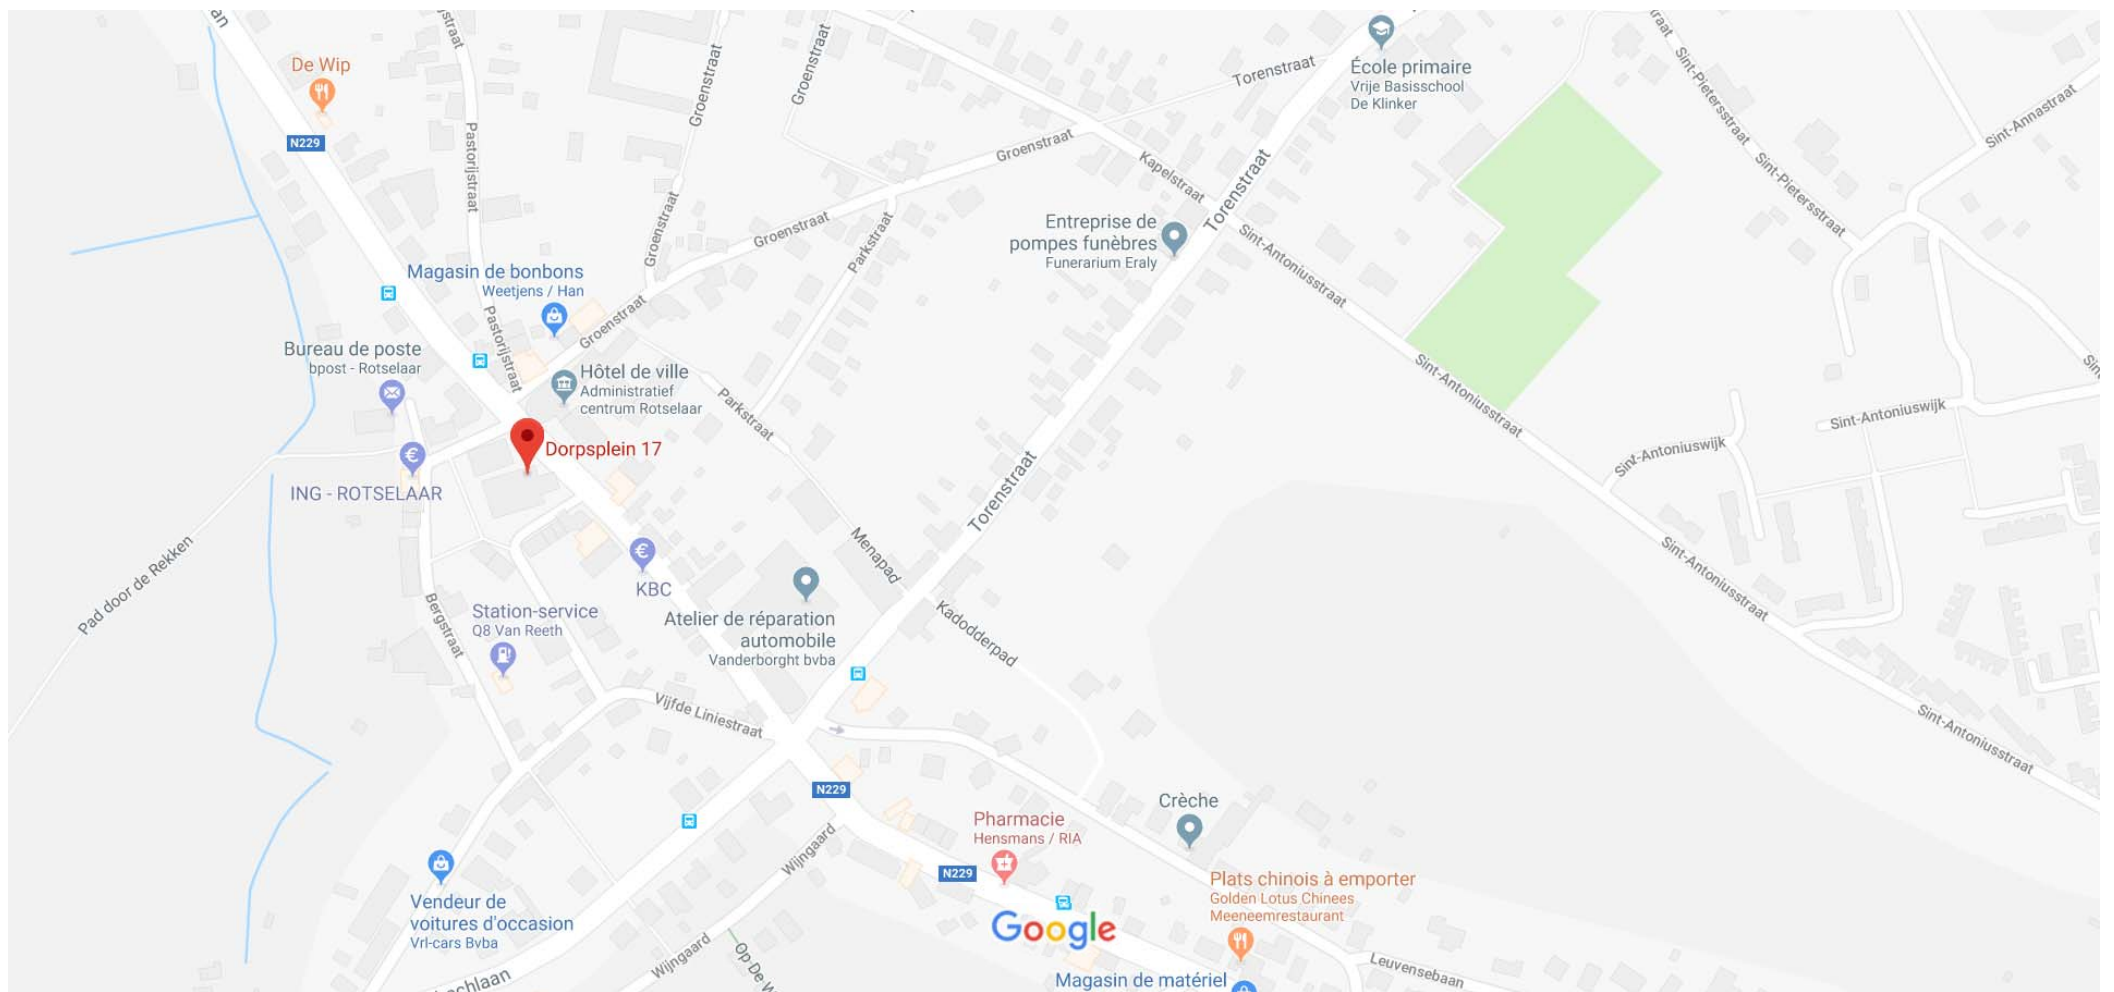 De Wip
N229
Pastorijstraat
Groenstraat
Groenstraat
Torenstraat
École primaire
Vrije Basisschool
De Klinker
Sint-Pietersstraat
Sint-Annastraat
Groenstraat
Kapelstraat
Sint-Pietersstraat
Torenstraat
Groenstraat
Groenstraat
Parkstraat
Entreprise de
pompes funèbres
Funerarium Eraly
Sint-Antoniusstraat
Magasin de bonbons
Weetjens / Han
Pastorijstraat
Groenstraat
Bureau de poste
bpost - Rotselaar
Hôtel de ville
Administratief
centrum Rotselaar
Parkstraat
Sint-Antoniusstraat
Sint-Antoniuswijk
Sint-Antoniuswijk
Dorpsplein 17
ING - ROTSELAAR
Torenstraat
Pad door de Rekken
KBC
Menapad
Sint-Antoniusstraat
Bergstraat
Station-service
Q8 Van Reeth
Atelier de réparation
automobile
Vanderborght bvba
Kadodderpad
Vijfde Liniestraat
Sint-Antoniusstraat
N229
Crèche
Pharmacie
Hensmans / RIA
Wijngaard
N229
Plats chinois à emporter
Golden Lotus Chinees
Meeneemrestaurant
Vendeur de
voitures d'occasion
Vrl-cars Bvba
Google
Wijngaard
Op De W
Leuvensebaan
Magasin de matériel
chlaan